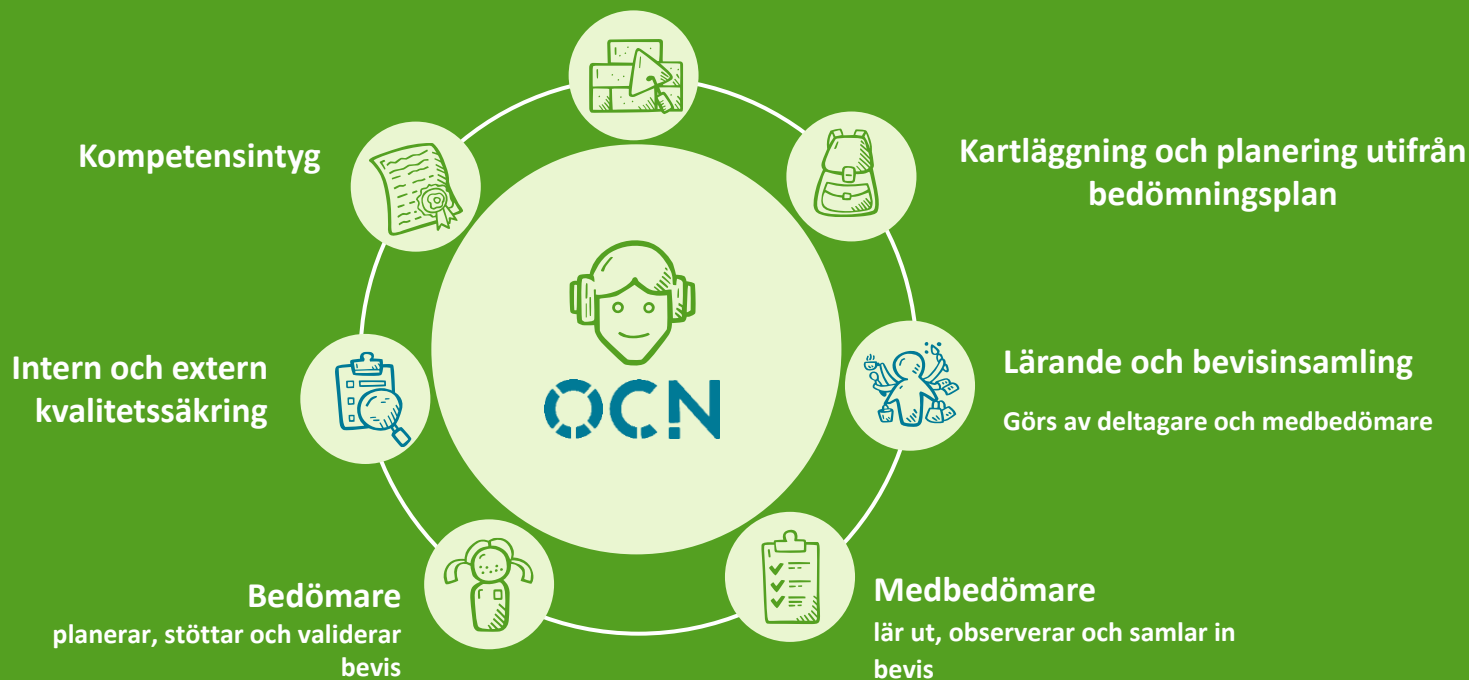 Kompetensintyg
Kartläggning och planering utifrån
bedömningsplan
Intern och extern
kvalitetssäkring
OCN
Lärande och bevisinsamling
Görs av deltagare och medbedömare
Bedömare
planerar, stöttar och validerar
bevis
Medbedömare
lär ut, observerar och samlar in
bevis